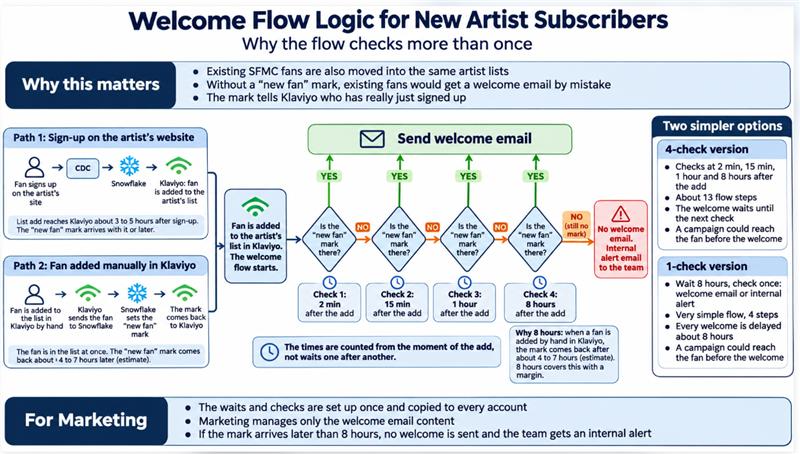 Welcome Flow Logic for New Artist Subscribers
Why the flow checks more than once
Why this matters
• Existing SFMC fans are also moved into the same artist lists
• Without a “new fan” mark, existing fans would get a welcome email by mistake
• The mark tells Klaviyo who has really just signed up
Path 1: Sign-up on the artist’s website
Fan signs up
on the artist’s
site
CDC
Snowflake
Klaviyo: fan
is added to the
artist’s list
List add reaches Klaviyo about 3 to 5 hours after sign-up.
The “new fan” mark arrives with it or later.
Path 2: Fan added manually in Klaviyo
Fan is added to
the list in
Klaviyo by hand
Klaviyo
sends the fan
to Snowflake
Snowflake
sets the
“new fan”
mark
The mark
comes back
to Klaviyo
The fan is in the list at once. The “new fan” mark comes
back about 4 to 7 hours later (estimate).
Fan is added
to the artist’s
list in Klaviyo.
The welcome
flow starts.
Send welcome email
YES
YES
YES
YES
Is the
“new fan”
mark
there?
NO
Is the
“new fan”
mark
there?
NO
Is the
“new fan”
mark
there?
NO
Is the
“new fan”
mark
there?
NO
(still no
mark)
No welcome
email.
Internal
alert email
to the team
Check 1:
2 min
after the add
Check 2:
15 min
after the add
Check 3:
1 hour
after the add
Check 4:
8 hours
after the add
The times are counted from the moment of the add,
not waits one after another.
Why 8 hours: when a fan is
added by hand in Klaviyo,
the mark comes back after
about 4 to 7 hours (estimate).
8 hours covers this with a
margin.
Two simpler options
4-check version
• Checks at 2 min, 15 min,
1 hour and 8 hours after
the add
• About 13 flow steps
• The welcome waits until
the next check
• A campaign could reach
the fan before the welcome
1-check version
• Wait 8 hours, check once:
welcome email or internal
alert
• Very simple flow, 4 steps
• Every welcome is delayed
about 8 hours
• A campaign could reach
the fan before the welcome
For Marketing
• The waits and checks are set up once and copied to every account
• Marketing manages only the welcome email content
• If the mark arrives later than 8 hours, no welcome is sent and the team gets an internal alert